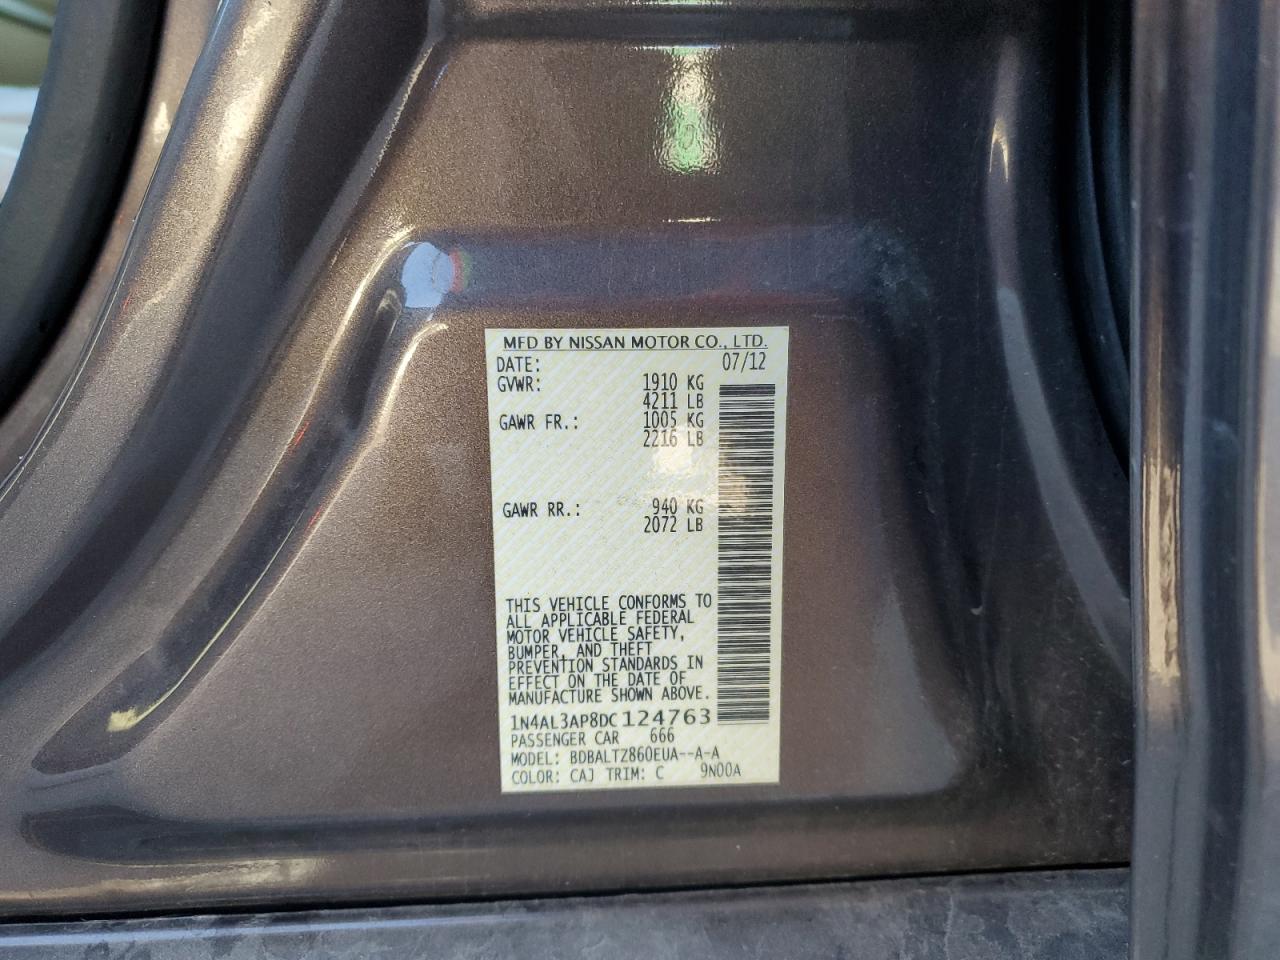 MFD BY NISSAN MOTOR CO., LTD.
DATE: 07/12
GVWR: 1910 KG
4211 LB
GAWR FR.: 1005 KG
2216 LB
GAWR RR.: 940 KG
2072 LB
THIS VEHICLE CONFORMS TO
ALL APPLICABLE FEDERAL
MOTOR VEHICLE SAFETY,
BUMPER, AND THEFT
PREVENTION STANDARDS IN
EFFECT ON THE DATE OF
MANUFACTURE SHOWN ABOVE.
1N4AL3AP8DC124763
PASSENGER CAR 666
MODEL: BDBALTZ860EUA--A-A
COLOR: CAJ TRIM: C 9N00A